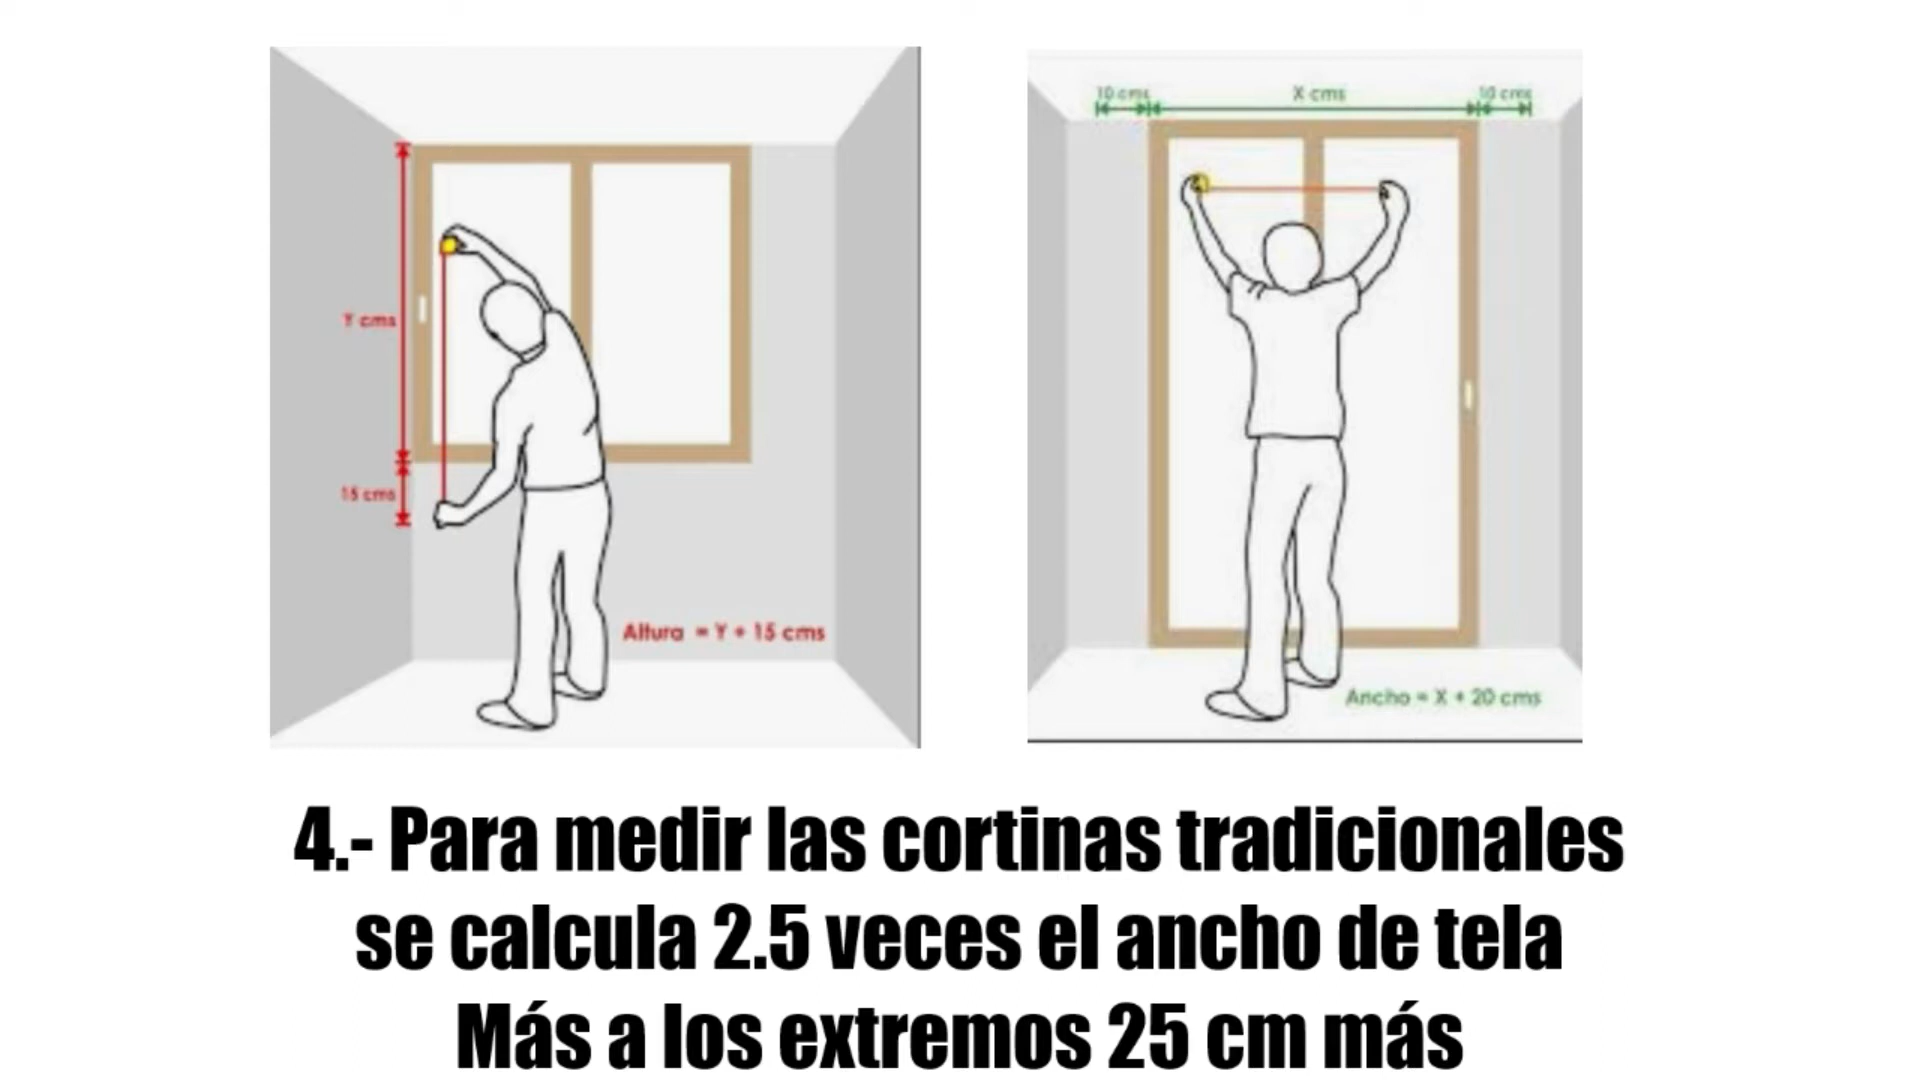 Y cms
15 cms
Altura = Y + 15 cms
10 cms
X cms
10 cms
Ancho = X + 20 cms
4.- Para medir las cortinas tradicionales
se calcula 2.5 veces el ancho de tela
Más a los extremos 25 cm más